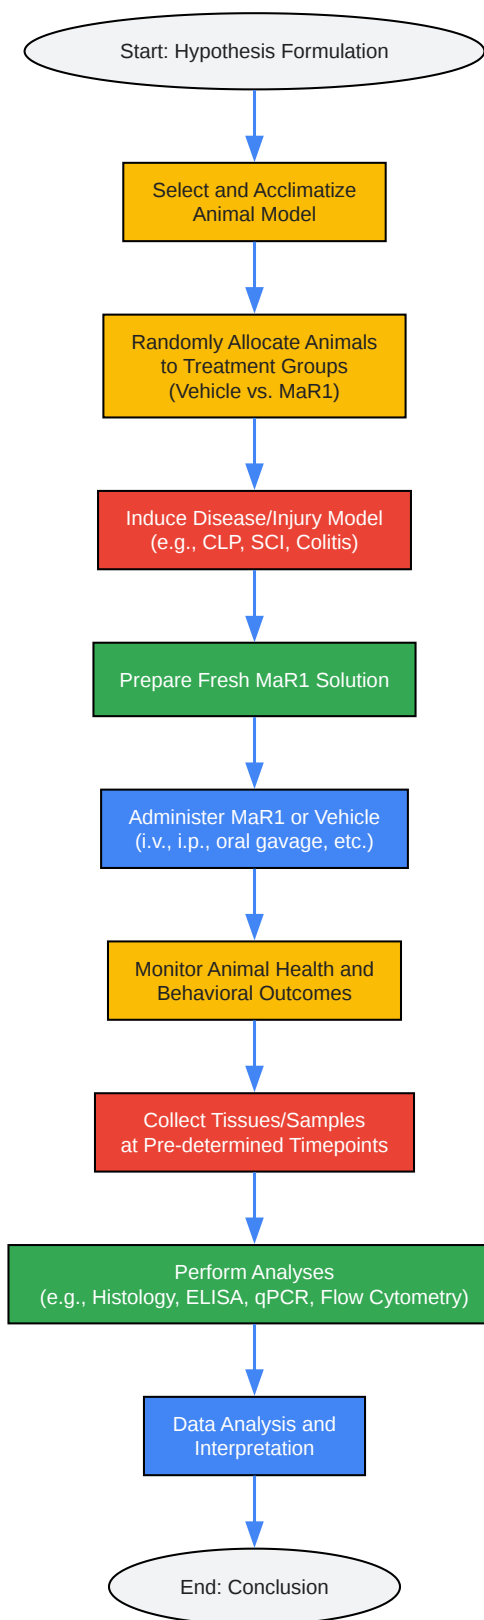 Start: Hypothesis Formulation
Select and Acclimatize
Animal Model
Randomly Allocate Animals
to Treatment Groups
(Vehicle vs. MaR1)
Induce Disease/Injury Model
(e.g., CLP, SCI, Colitis)
Prepare Fresh MaR1 Solution
Administer MaR1 or Vehicle
(i.v., i.p., oral gavage, etc.)
Monitor Animal Health and
Behavioral Outcomes
Collect Tissues/Samples
at Pre-determined Timepoints
Perform Analyses
(e.g., Histology, ELISA, qPCR, Flow Cytometry)
Data Analysis and
Interpretation
End: Conclusion